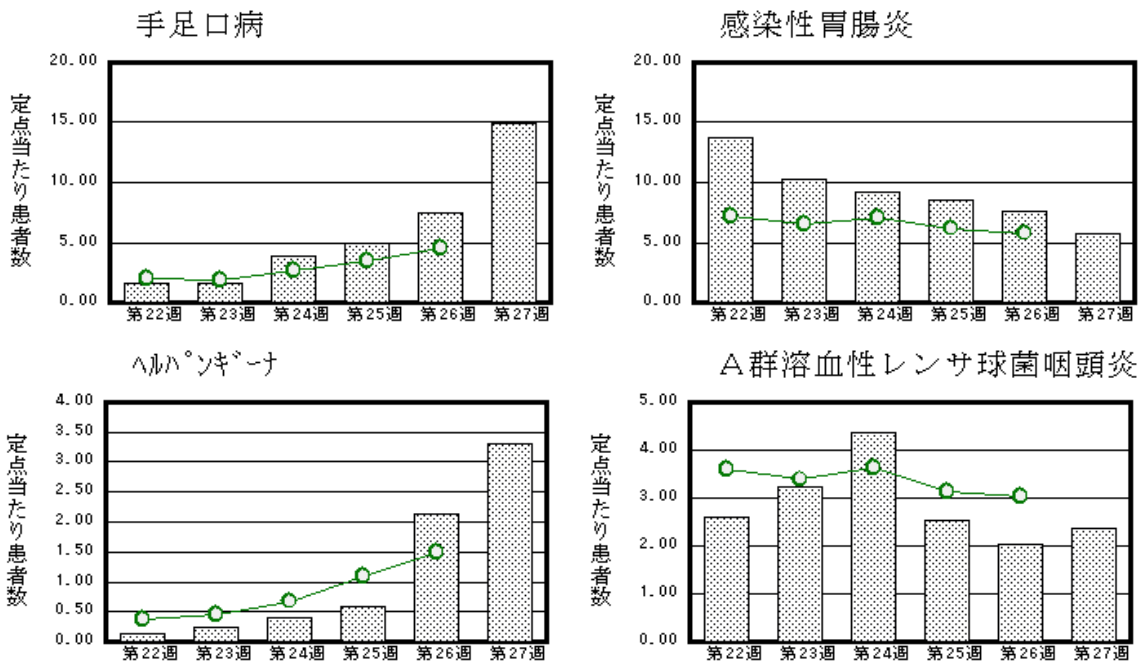 手足口病
20.00
15.00
10.00
5.00
0.00
定点当たり患者数
第22週 第23週 第24週 第25週 第26週 第27週
感染性胃腸炎
20.00
15.00
10.00
5.00
0.00
定点当たり患者数
第22週 第23週 第24週 第25週 第26週 第27週
ﾍﾙﾊﾟﾝｷﾞｰﾅ
4.00
3.50
3.00
2.50
2.00
1.50
1.00
0.50
0.00
定点当たり患者数
第22週 第23週 第24週 第25週 第26週 第27週
A群溶血性レンサ球菌咽頭炎
5.00
4.00
3.00
2.00
1.00
0.00
定点当たり患者数
第22週 第23週 第24週 第25週 第26週 第27週